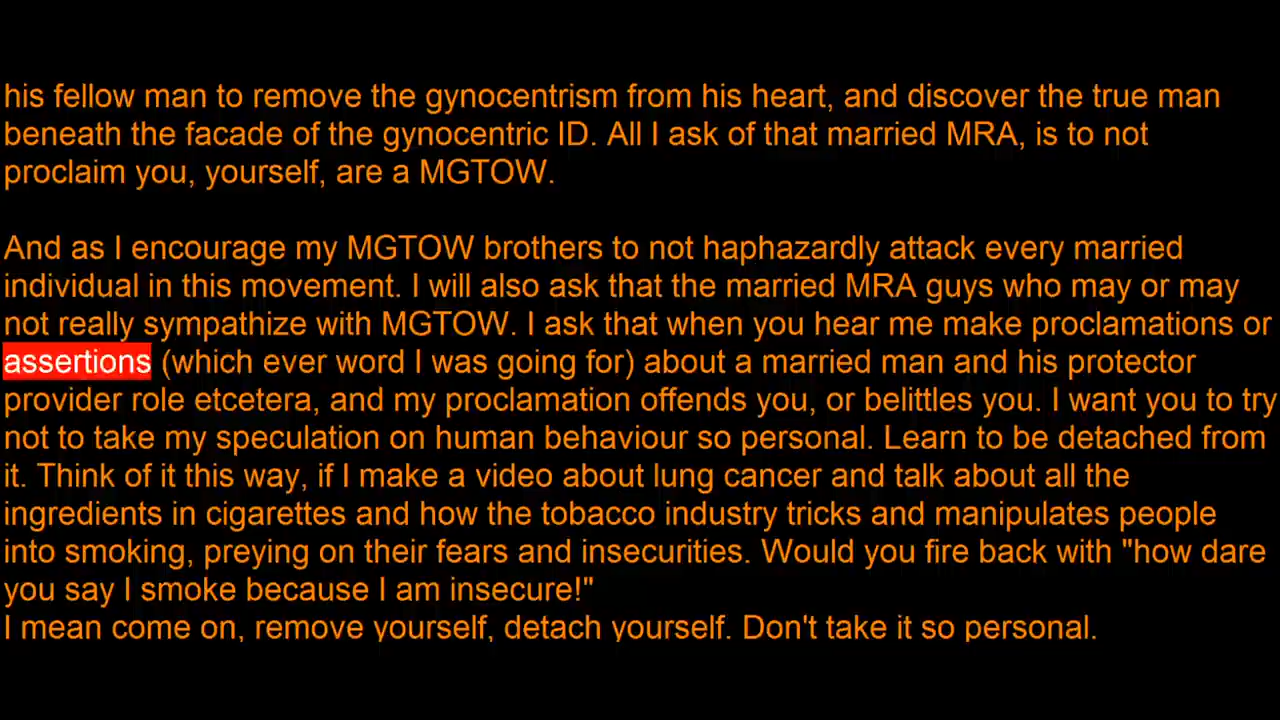 his fellow man to remove the gynocentrism from his heart, and discover the true man
beneath the facade of the gynocentric ID. All I ask of that married MRA, is to not
proclaim you, yourself, are a MGTOW.
And as I encourage my MGTOW brothers to not haphazardly attack every married
individual in this movement. I will also ask that the married MRA guys who may or may
not really sympathize with MGTOW. I ask that when you hear me make proclamations or
assertions (which ever word I was going for) about a married man and his protector
provider role etcetera, and my proclamation offends you, or belittles you. I want you to try
not to take my speculation on human behaviour so personal. Learn to be detached from
it. Think of it this way, if I make a video about lung cancer and talk about all the
ingredients in cigarettes and how the tobacco industry tricks and manipulates people
into smoking, preying on their fears and insecurities. Would you fire back with "how dare
you say I smoke because I am insecure!"
I mean come on, remove yourself, detach yourself. Don't take it so personal.